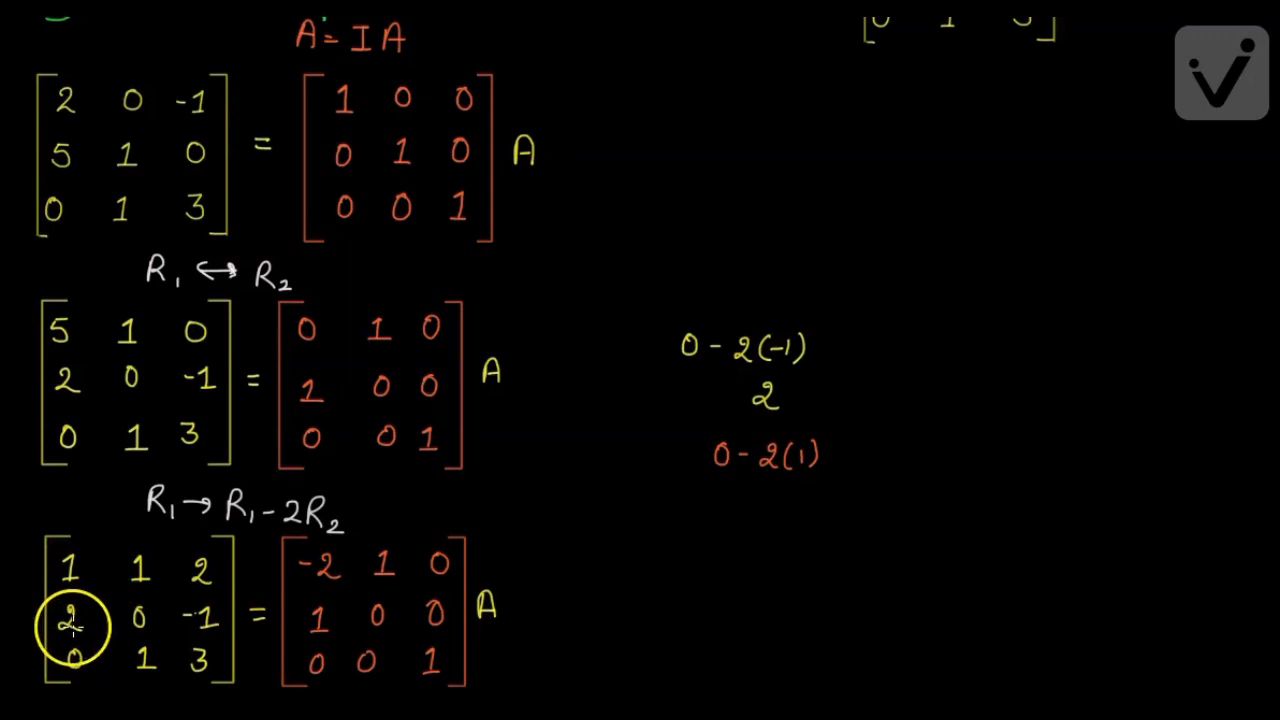 A = I A
[0 1 3]
[2 0 -1
5 1 0
0 1 3] = [1 0 0
0 1 0
0 0 1] A
R₁ ↔ R₂
[5 1 0
2 0 -1
0 1 3] = [0 1 0
1 0 0
0 0 1] A
0 - 2(-1)
2
0 - 2(1)
R₁ → R₁ - 2R₂
[1 1 2
2 0 -1
0 1 3] = [-2 1 0
1 0 0
0 0 1] A